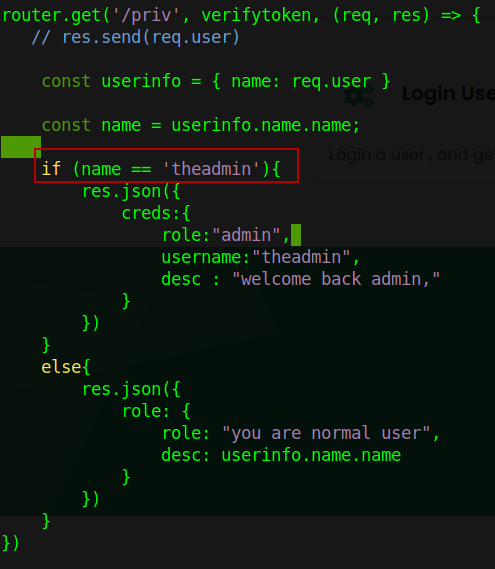 router.get('/priv', verifytoken, (req, res) => {
// res.send(req.user)
const userinfo = { name: req.user }
Login Use
const name = userinfo.name.name;
Login a user , and ge
if (name == 'theadmin'){
res.json({
creds:{
role:"admin",
username:"theadmin",
desc : "welcome back admin,"
}
})
}
else{
res.json({
role: {
role: "you are normal user",
desc: userinfo.name.name
}
})
}
})